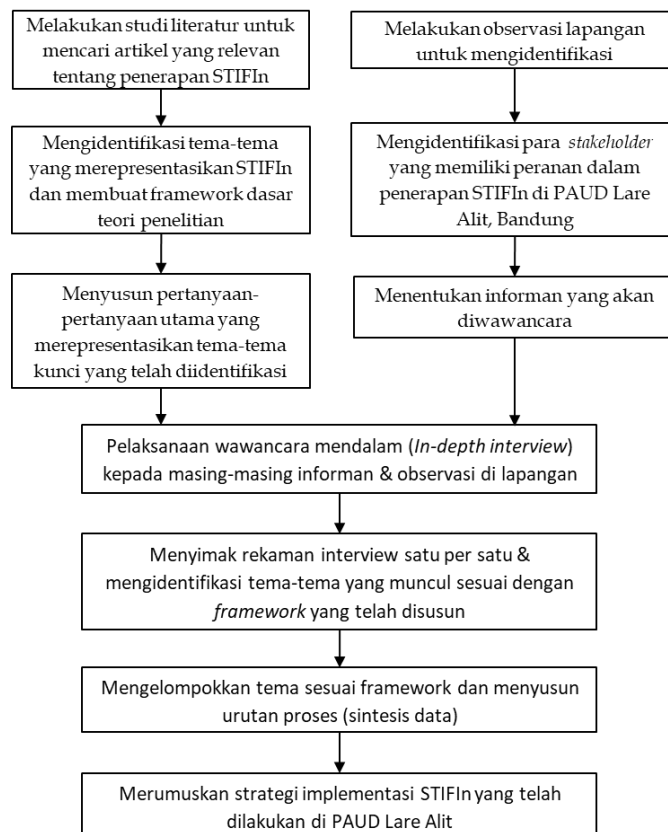 Melakukan studi literatur untuk
mencari artikel yang relevan
tentang penerapan STIFIn
Melakukan observasi lapangan
untuk mengidentifikasi
Mengidentifikasi tema-tema
yang merepresentasikan STIFIn
dan membuat framework dasar
teori penelitian
Mengidentifikasi para stakeholder
yang memiliki peranan dalam
penerapan STIFIn di PAUD Lare
Alit, Bandung
Menyusun pertanyaan-
pertanyaan utama yang
merepresentasikan tema-tema
kunci yang telah diidentifikasi
Menentukan informan yang akan
diwawancara
Pelaksanaan wawancara mendalam (In-depth interview)
kepada masing-masing informan & observasi di lapangan
Menyimak rekaman interview satu per satu &
mengidentifikasi tema-tema yang muncul sesuai dengan
framework yang telah disusun
Mengelompokkan tema sesuai framework dan menyusun
urutan proses (sintesis data)
Merumuskan strategi implementasi STIFIn yang telah
dilakukan di PAUD Lare Alit